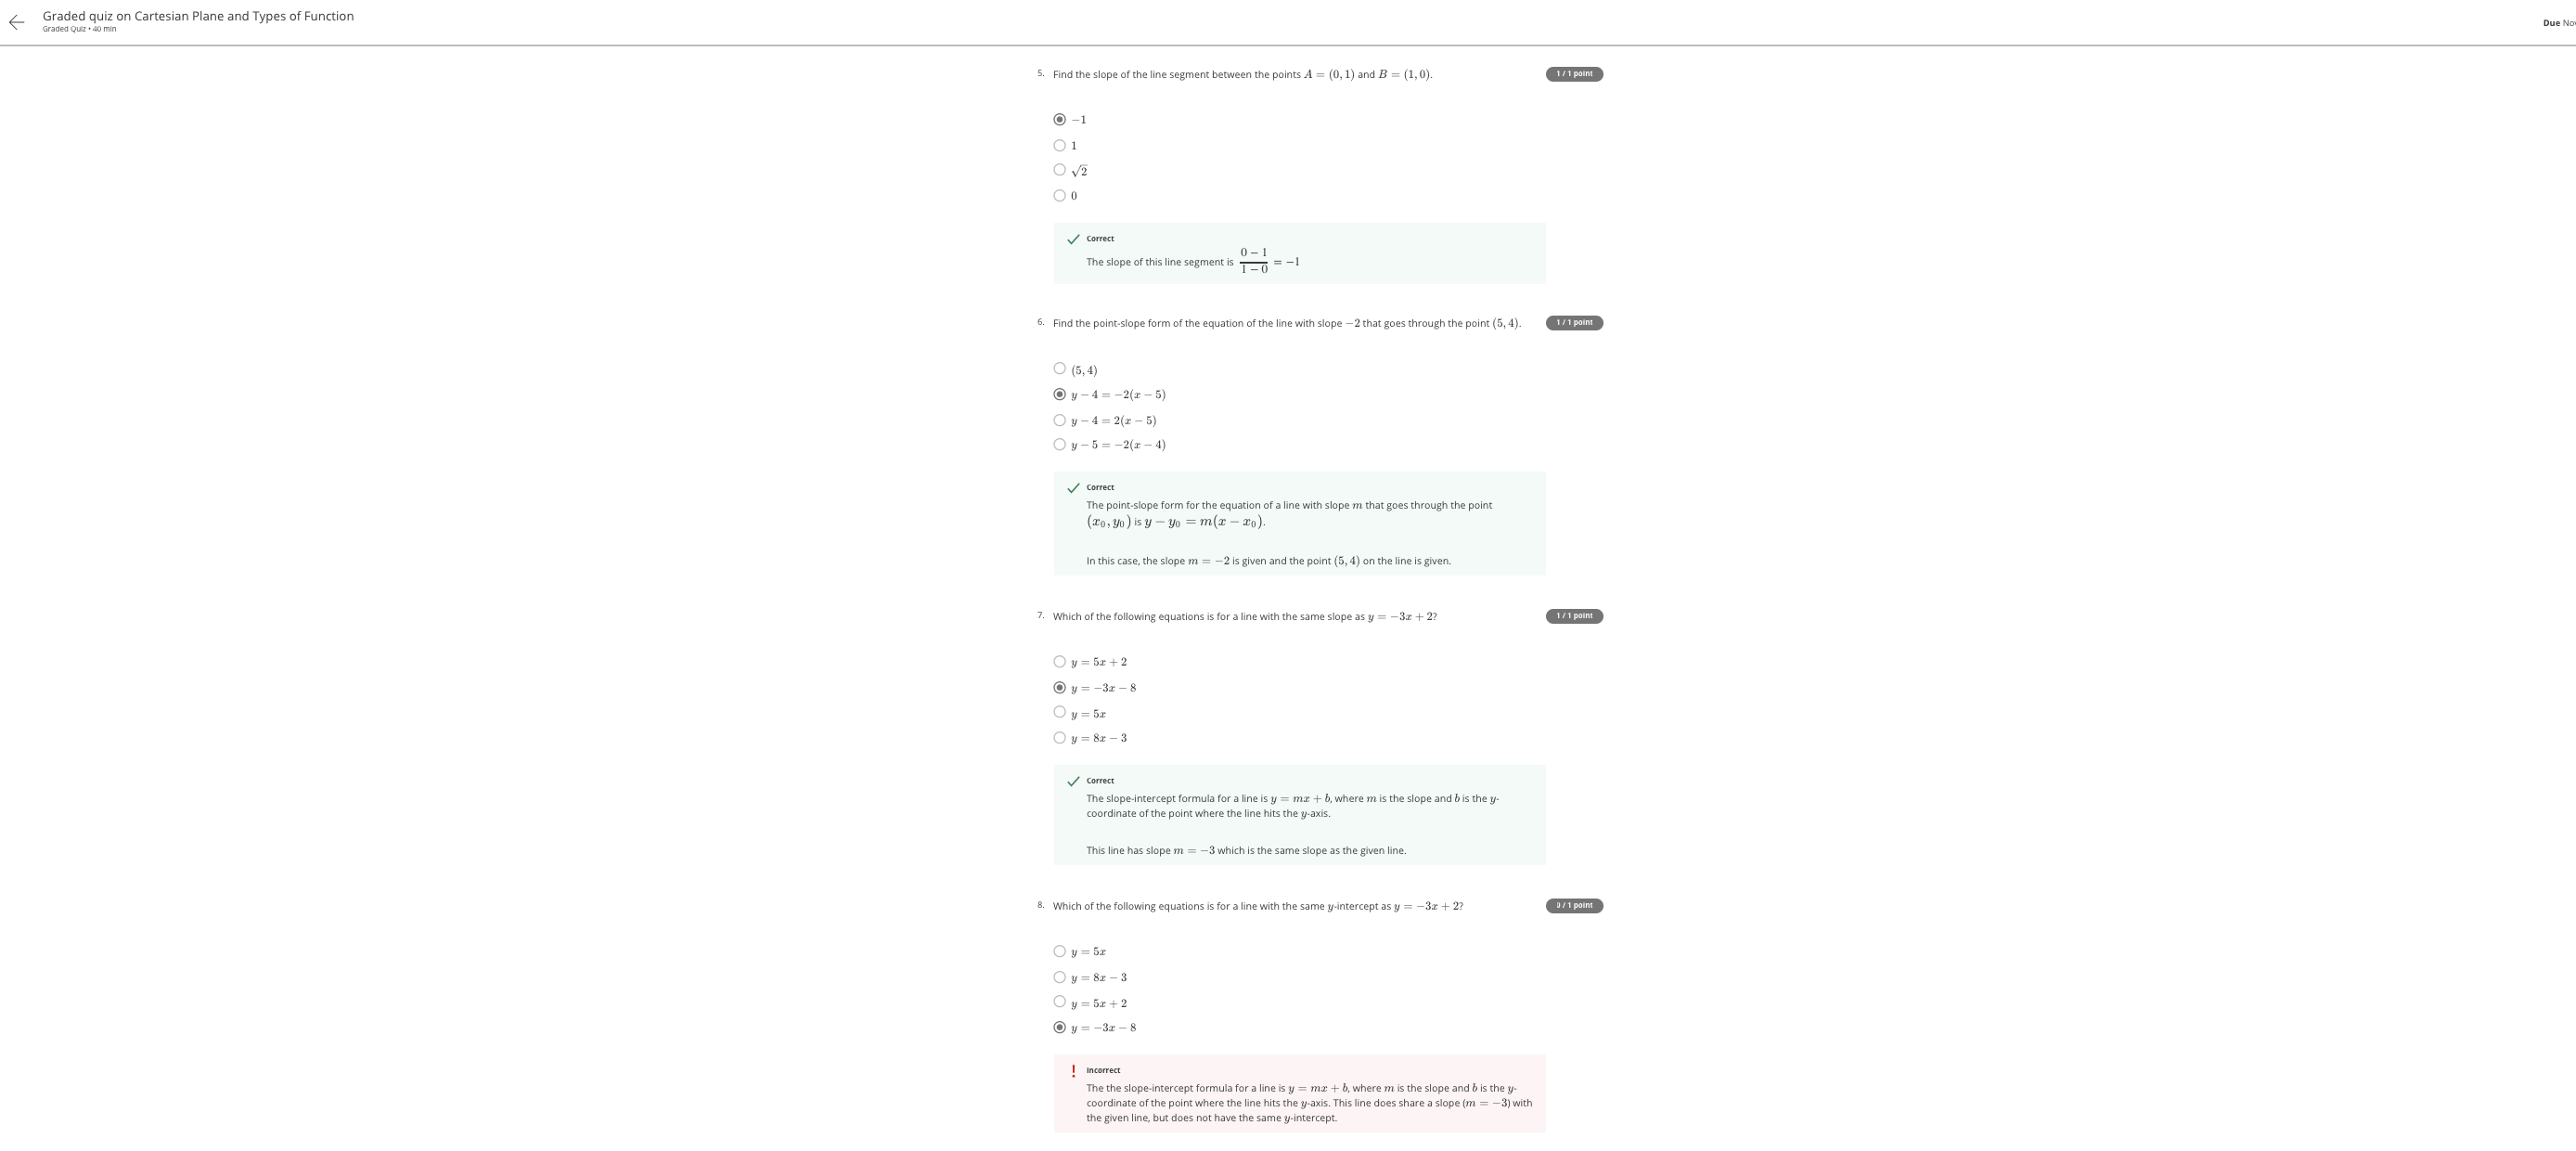 Graded quiz on Cartesian Plane and Types of Function
Graded Quiz • 40 min
Due Nov
5. Find the slope of the line segment between the points A = (0, 1) and B = (1, 0).
1 / 1 point
−1
1
√2
0
Correct
The slope of this line segment is (0 − 1)/(1 − 0) = −1
6. Find the point-slope form of the equation of the line with slope −2 that goes through the point (5, 4).
1 / 1 point
(5, 4)
y − 4 = −2(x − 5)
y − 4 = 2(x − 5)
y − 5 = −2(x − 4)
Correct
The point-slope form for the equation of a line with slope m that goes through the point
(x₀, y₀) is y − y₀ = m(x − x₀).
In this case, the slope m = −2 is given and the point (5, 4) on the line is given.
7. Which of the following equations is for a line with the same slope as y = −3x + 2?
1 / 1 point
y = 5x + 2
y = −3x − 8
y = 5x
y = 8x − 3
Correct
The slope-intercept formula for a line is y = mx + b, where m is the slope and b is the y-
coordinate of the point where the line hits the y-axis.
This line has slope m = −3 which is the same slope as the given line.
8. Which of the following equations is for a line with the same y-intercept as y = −3x + 2?
0 / 1 point
y = 5x
y = 8x − 3
y = 5x + 2
y = −3x − 8
Incorrect
The the slope-intercept formula for a line is y = mx + b, where m is the slope and b is the y-
coordinate of the point where the line hits the y-axis. This line does share a slope (m = −3) with
the given line, but does not have the same y-intercept.